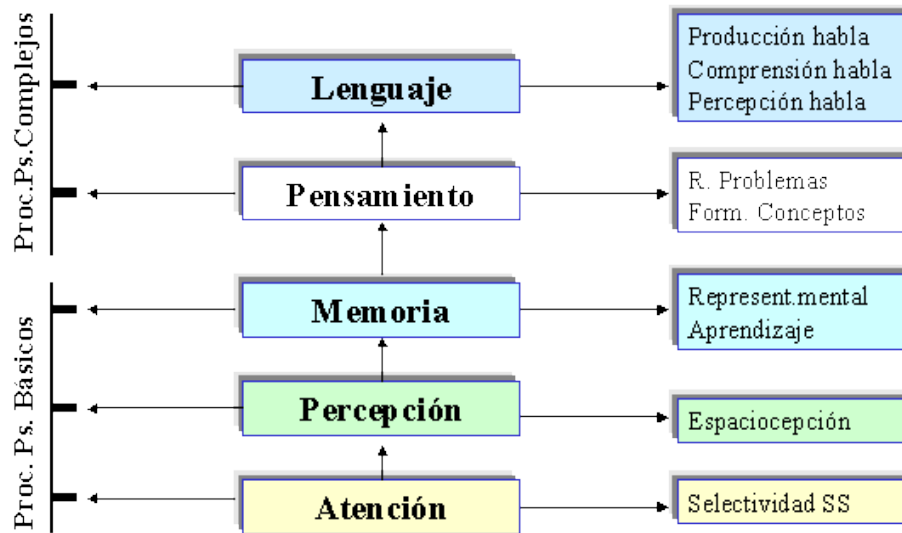 Proc.Ps.Complejos
Lenguaje
Producción habla
Comprensión habla
Percepción habla
Pensamiento
R. Problemas
Form. Conceptos
Proc. Ps. Básicos
Memoria
Represent.mental
Aprendizaje
Percepción
Espaciocepción
Atención
Selectividad SS